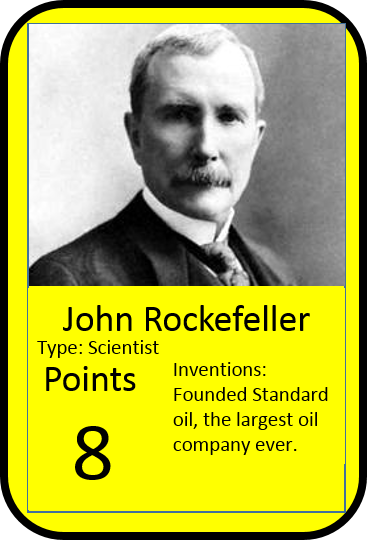 John Rockefeller
Type: Scientist
Points
8
Inventions:
Founded Standard
oil, the largest oil
company ever.